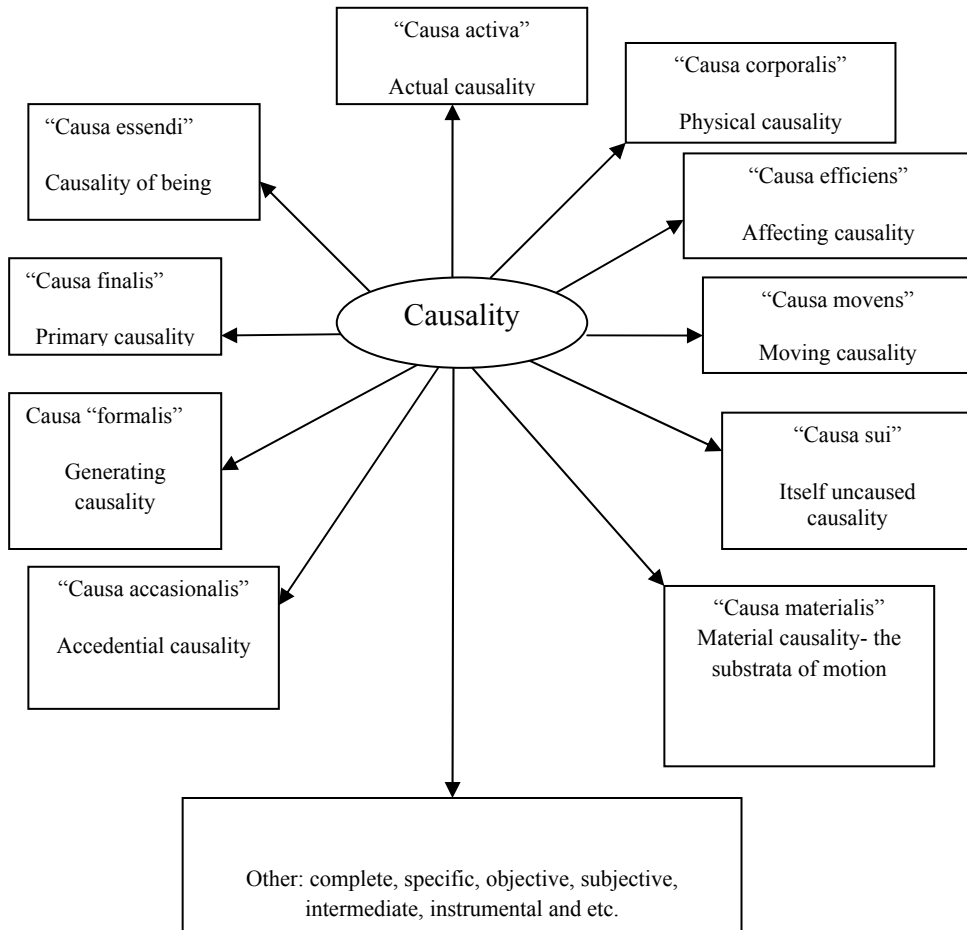 “Causa activa”
Actual causality
“Causa corporalis”
Physical causality
“Causa essendi”
Causality of being
“Causa efficiens”
Affecting causality
“Causa finalis”
Primary causality
Causality
“Causa movens”
Moving causality
Causa “formalis”
Generating
causality
“Causa sui”
Itself uncaused
causality
“Causa accasionalis”
Accedential causality
“Causa materialis”
Material causality- the
substrata of motion
Other: complete, specific, objective, subjective,
intermediate, instrumental and etc.